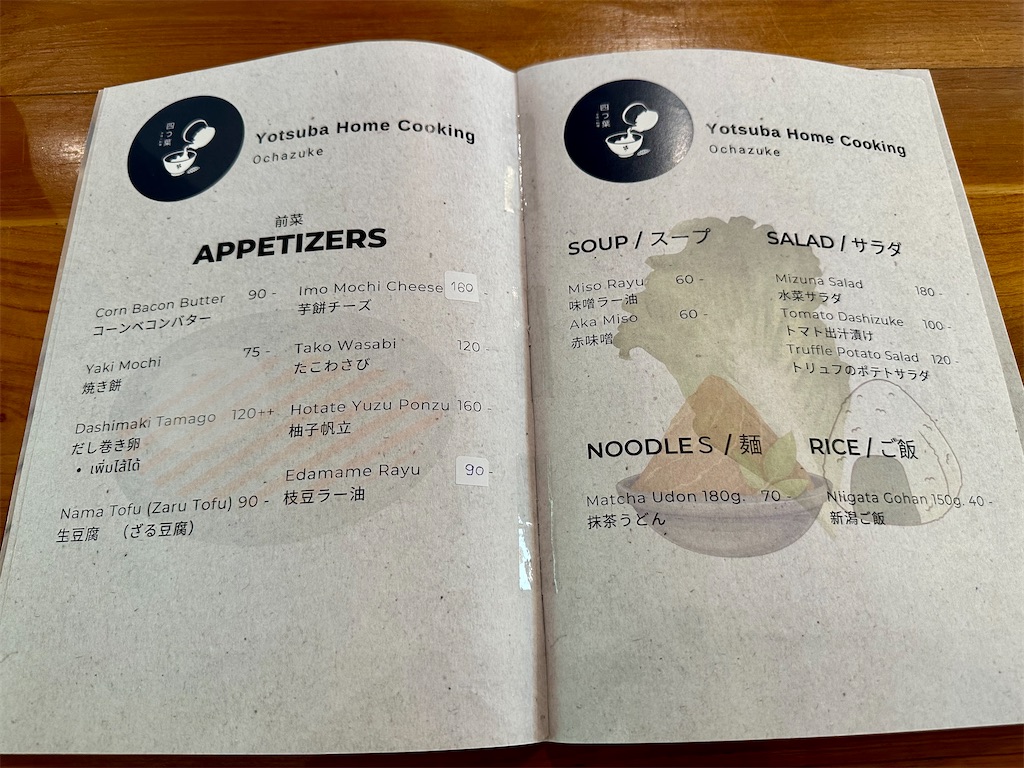 四つ葉
Yotsuba Home Cooking
Ochazuke
前菜
APPETIZERS
Corn Bacon Butter 90 -
コーンベコンバター
Yaki Mochi 75 -
焼き餅
Dashimaki Tamago 120++
だし巻き卵
• เพิ่มไส้ได้
Nama Tofu (Zaru Tofu) 90 -
生豆腐 （ざる豆腐）
Imo Mochi Cheese 160 -
芋餅チーズ
Tako Wasabi 120 -
たこわさび
Hotate Yuzu Ponzu 160 -
柚子帆立
Edamame Rayu 90 -
枝豆ラー油
四つ葉
Yotsuba Home Cooking
Ochazuke
SOUP / スープ
Miso Rayu 60 -
味噌ラー油
Aka Miso 60 -
赤味噌
SALAD / サラダ
Mizuna Salad 180 -
水菜サラダ
Tomato Dashizuke 100 -
トマト出汁漬け
Truffle Potato Salad 120 -
トリュフのポテトサラダ
NOODLES / 麺
Matcha Udon 180g. 70 -
抹茶うどん
RICE / ご飯
Niigata Gohan 150g. 40 -
新潟ご飯